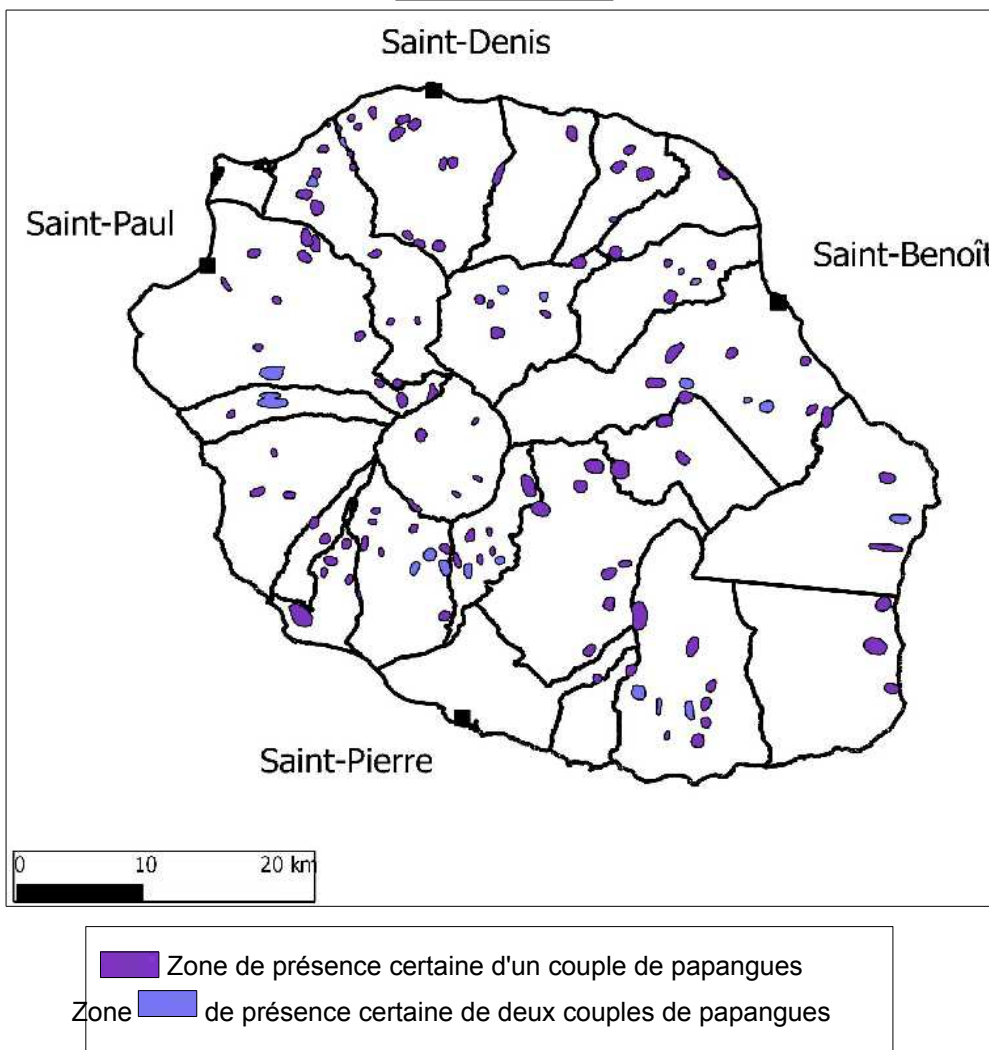 Saint-Denis
Saint-Paul
Saint-Benoît
Saint-Pierre
0 10 20 km
Zone de présence certaine d'un couple de papangues
Zone de présence certaine de deux couples de papangues